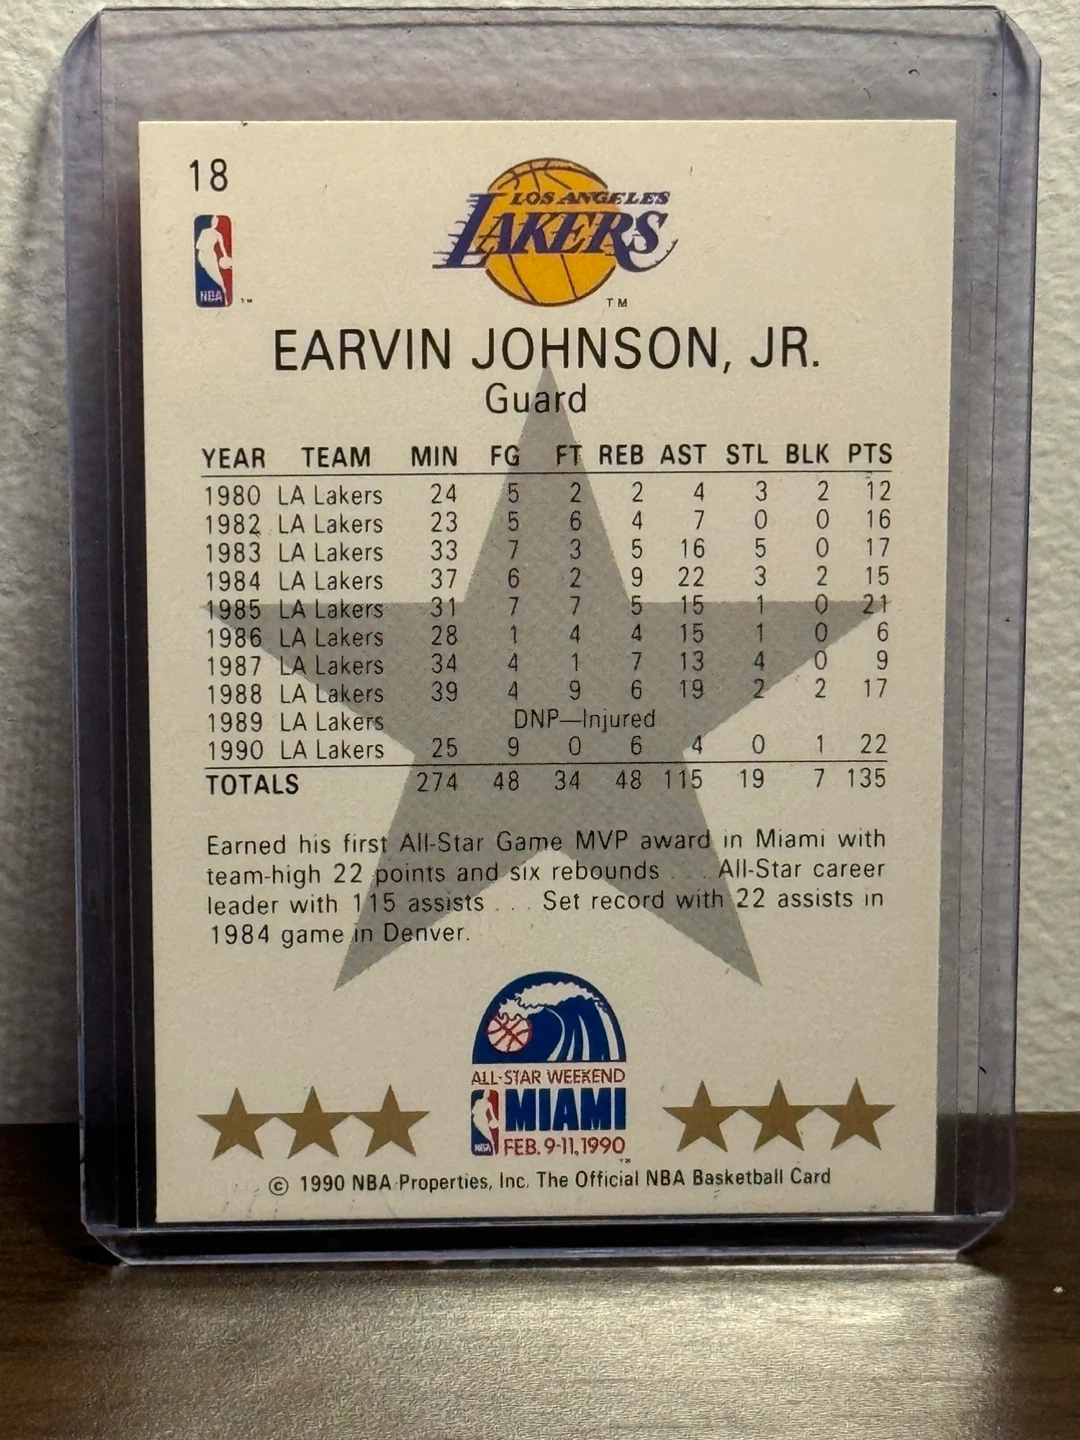 18
LOS ANGELES
LAKERS
TM
NBA
TM
EARVIN JOHNSON, JR.
Guard
YEAR TEAM MIN FG FT REB AST STL BLK PTS
1980 LA Lakers 24 5 2 2 4 3 2 12
1982 LA Lakers 23 5 6 4 7 0 0 16
1983 LA Lakers 33 7 3 5 16 5 0 17
1984 LA Lakers 37 6 2 9 22 3 2 15
1985 LA Lakers 31 7 7 5 15 1 0 21
1986 LA Lakers 28 1 4 4 15 1 0 6
1987 LA Lakers 34 4 1 7 13 4 0 9
1988 LA Lakers 39 4 9 6 19 2 2 17
1989 LA Lakers DNP—Injured
1990 LA Lakers 25 9 0 6 4 0 1 22
TOTALS 274 48 34 48 115 19 7 135
Earned his first All-Star Game MVP award in Miami with
team-high 22 points and six rebounds . . . All-Star career
leader with 115 assists . . . Set record with 22 assists in
1984 game in Denver.
ALL-STAR WEEKEND
MIAMI
NBA FEB. 9-11, 1990
TM
© 1990 NBA Properties, Inc. The Official NBA Basketball Card